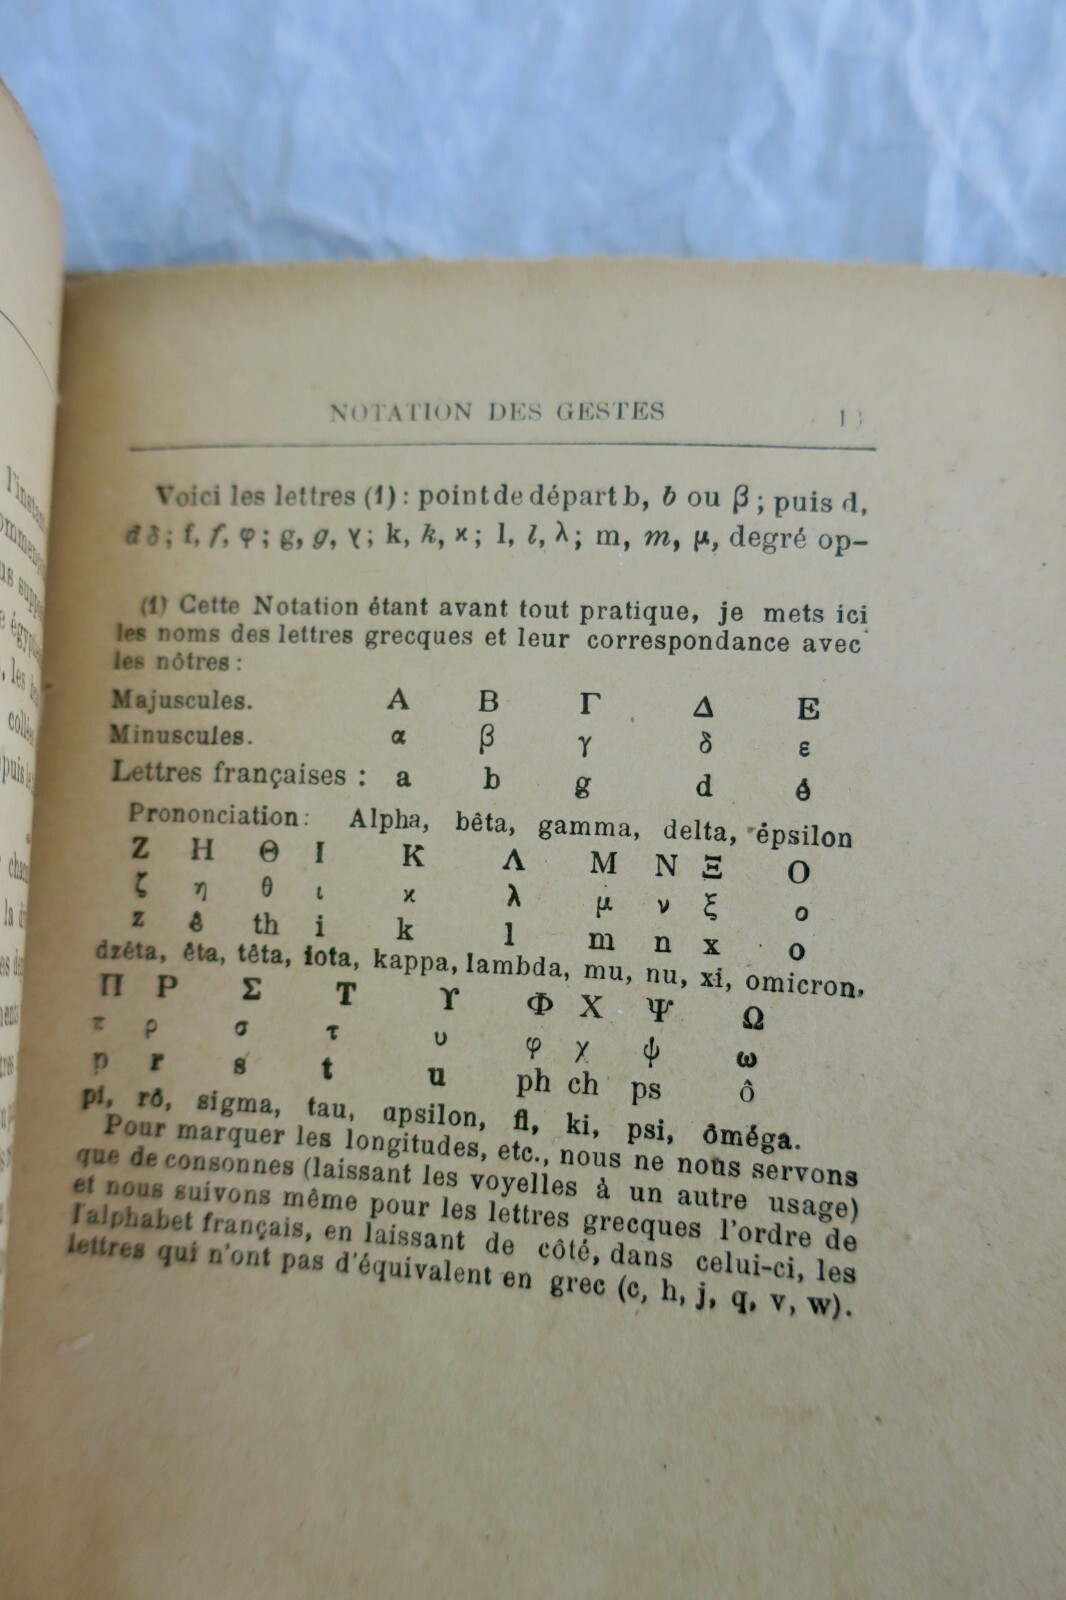 NOTATION DES GESTES
Voici les lettres (1) : point de départ b, b ou β ; puis d,
d δ ; f, f, φ ; g, g, γ ; k, k, ϰ ; l, l, λ ; m, m, μ, degré op-
(1) Cette Notation étant avant tout pratique, je mets ici
les noms des lettres grecques et leur correspondance avec
les nôtres :
Majuscules. Α Β Γ Δ Ε
Minuscules. α β γ δ ε
Lettres françaises : a b g d é
Prononciation : Alpha, bêta, gamma, delta, épsilon
Ζ Η Θ Ι Κ Λ Μ Ν Ξ Ο
ζ η θ ι ϰ λ μ ν ξ ο
z ê th i k l m n x o
dzêta, êta, têta, iota, kappa, lambda, mu, nu, xi, omicron,
Π Ρ Σ Τ Υ Φ Χ Ψ Ω
π ρ σ τ υ φ χ ψ ω
p r s t u ph ch ps ô
pi, rô, sigma, tau, upsilon, fi, ki, psi, ôméga.
Pour marquer les longitudes, etc., nous ne nous servons
que de consonnes (laissant les voyelles à un autre usage)
et nous suivons même pour les lettres grecques l'ordre de
l'alphabet français, en laissant de côté, dans celui-ci, les
lettres qui n'ont pas d'équivalent en grec (c, h, j, q, v, w).